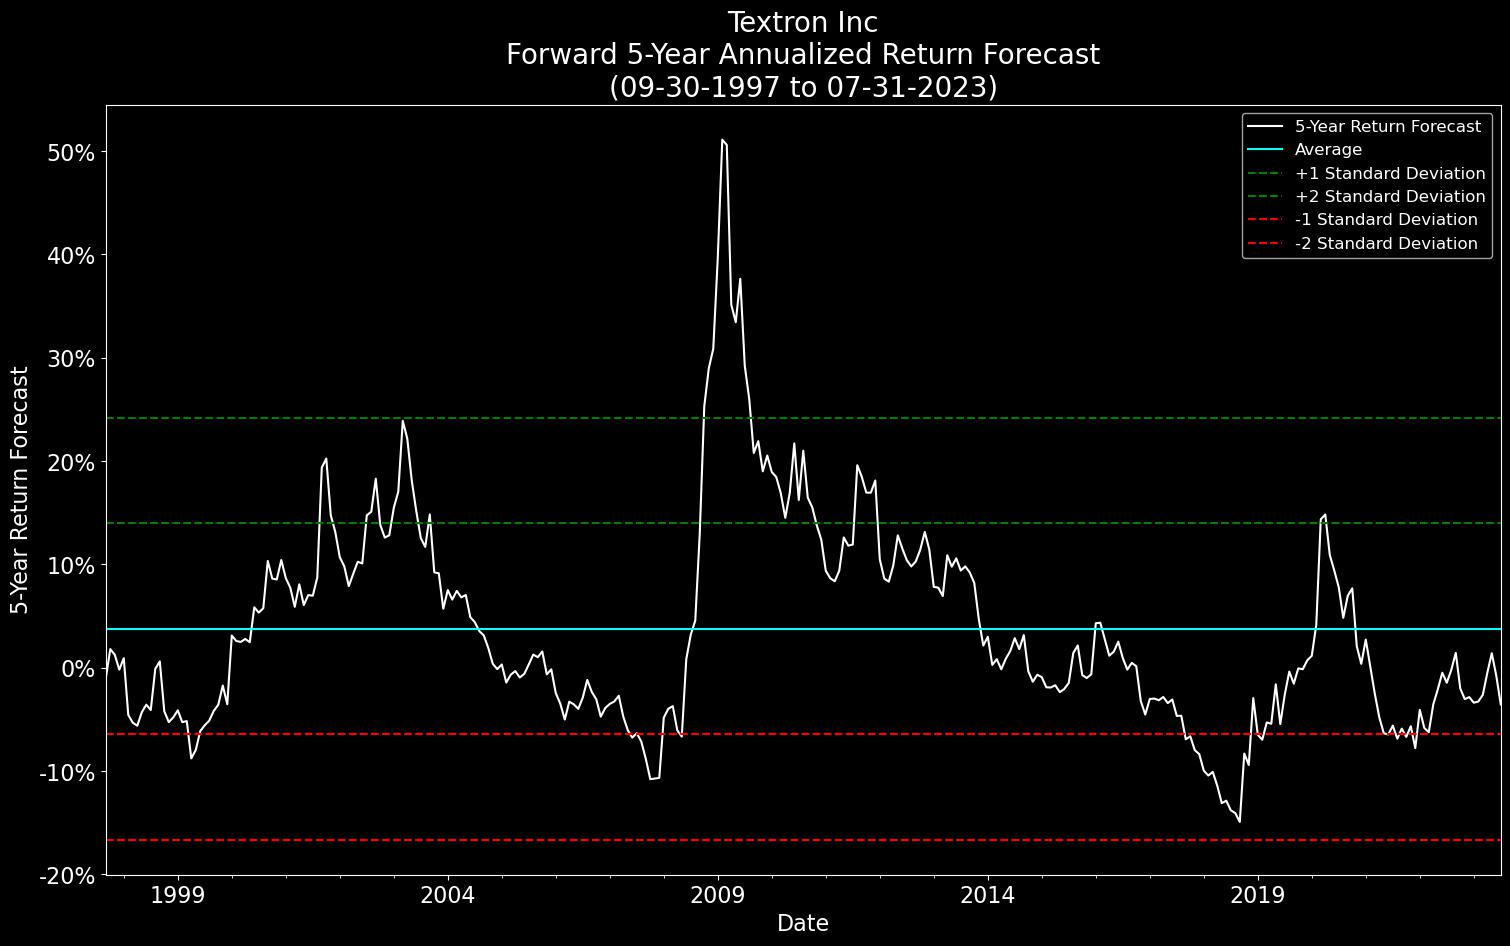 Textron Inc
Forward 5-Year Annualized Return Forecast
(09-30-1997 to 07-31-2023)
5-Year Return Forecast
Average
+1 Standard Deviation
+2 Standard Deviation
-1 Standard Deviation
-2 Standard Deviation
5-Year Return Forecast
50%
40%
30%
20%
10%
0%
-10%
-20%
1999 2004 2009 2014 2019
Date